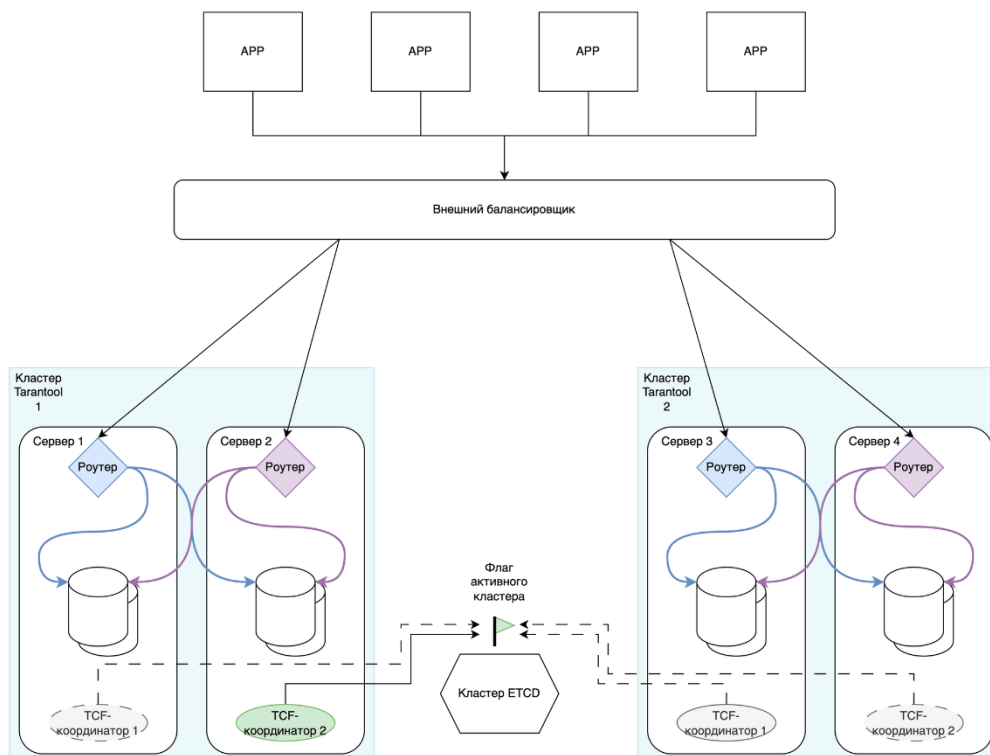 APP
APP
APP
APP
Внешний балансировщик
Кластер
Tarantool
1
Сервер 1
Роутер
Сервер 2
Роутер
TCF-
координатор 1
TCF-
координатор 2
Флаг
активного
кластера
Кластер ETCD
Кластер
Tarantool
2
Сервер 3
Роутер
Сервер 4
Роутер
TCF-
координатор 1
TCF-
координатор 2